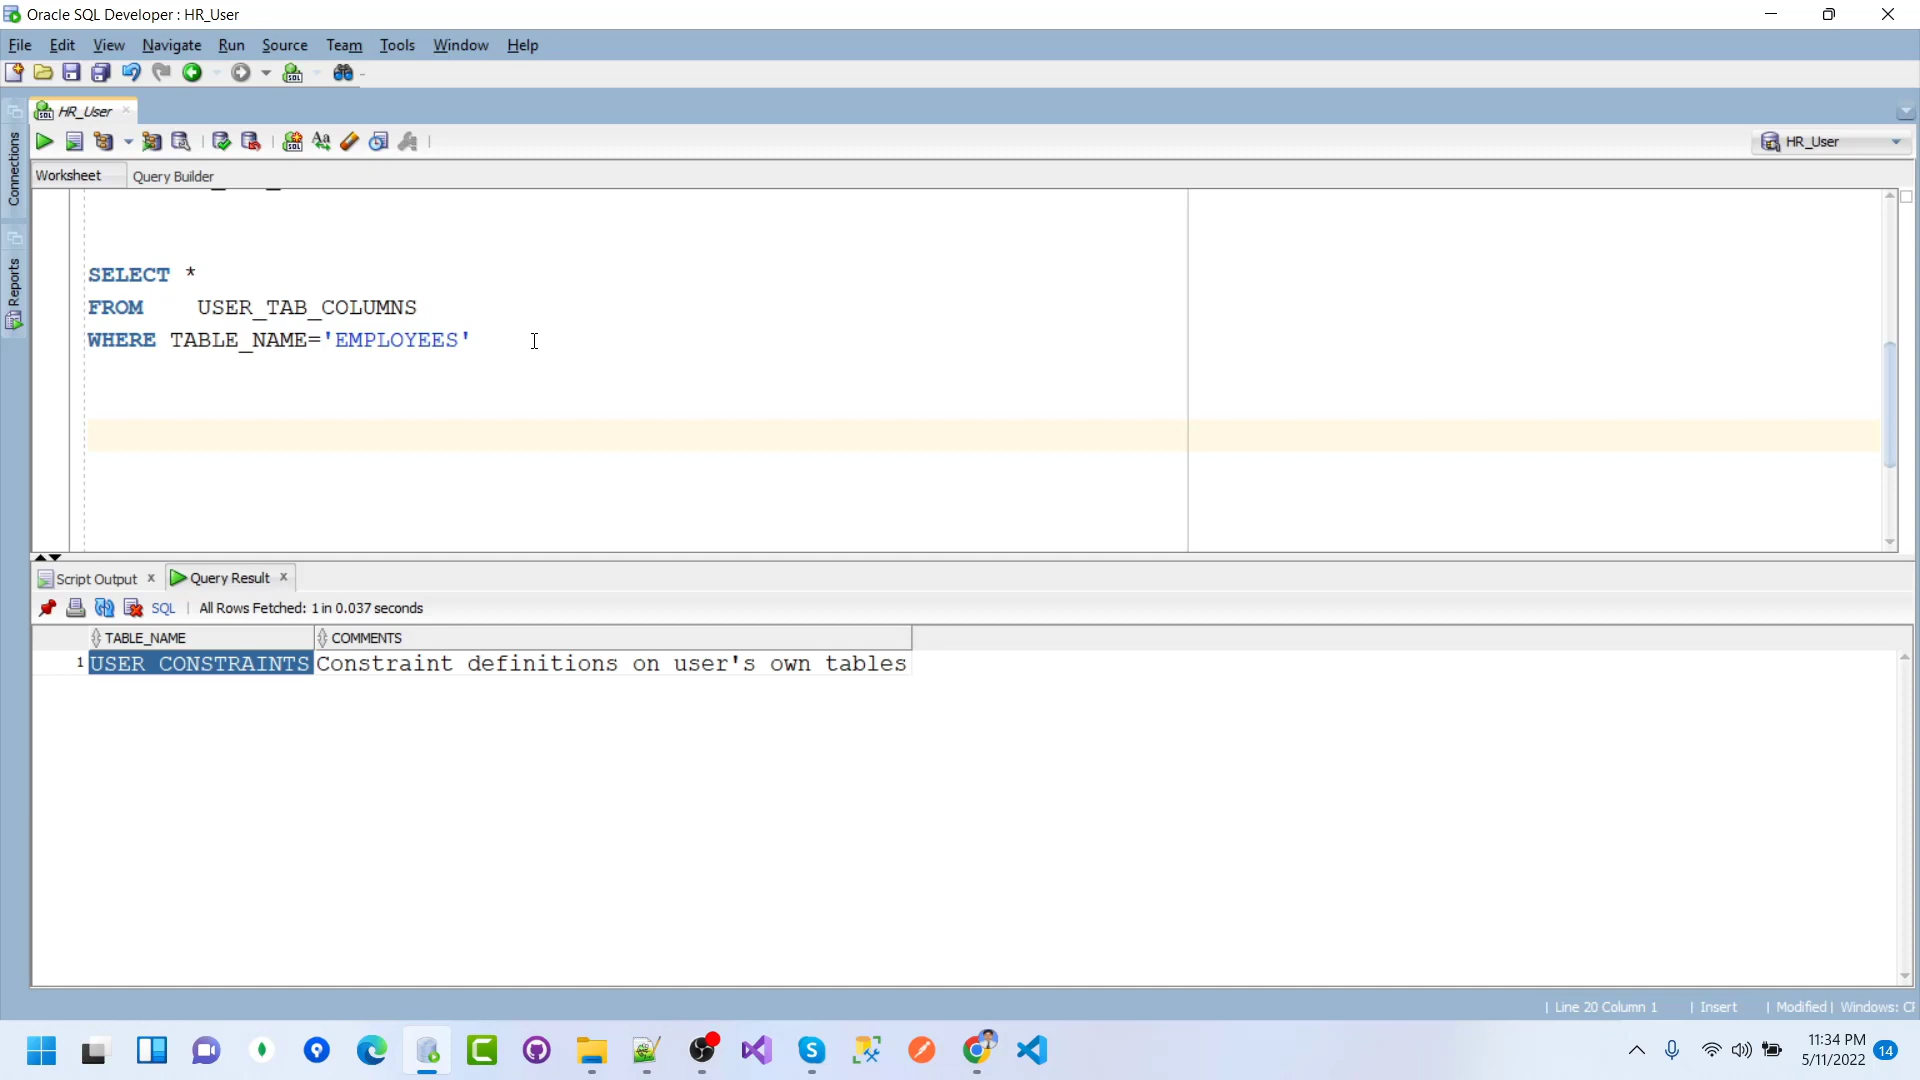 Oracle SQL Developer : HR_User
File Edit View Navigate Run Source Team Tools Window Help
HR_User
HR_User
Worksheet Query Builder
Connections
Reports
SELECT *
FROM USER_TAB_COLUMNS
WHERE TABLE_NAME='EMPLOYEES'
Script Output Query Result
SQL | All Rows Fetched: 1 in 0.037 seconds
TABLE_NAME COMMENTS
1 USER_CONSTRAINTS Constraint definitions on user's own tables
| Line 20 Column 1 | Insert | Modified | Windows:
11:34 PM
5/11/2022
14